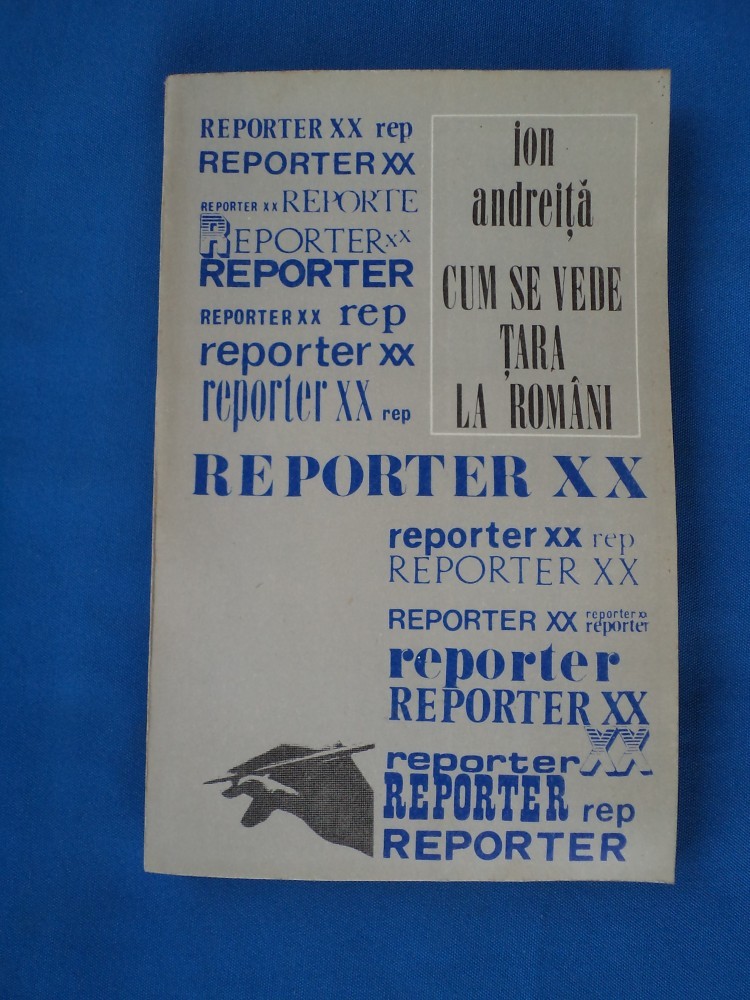 REPORTER XX rep
REPORTER XX
REPORTER XX REPORTE
REPORTER XX
REPORTER
REPORTER XX rep
reporter xx
reporter XX rep
ion
andreiță
CUM SE VEDE
ȚARA
LA ROMÂNI
REPORTER XX
reporter xx rep
REPORTER XX
REPORTER XX reporter xx
reporter
reporter
REPORTER XX
reporter XX
REPORTER rep
REPORTER